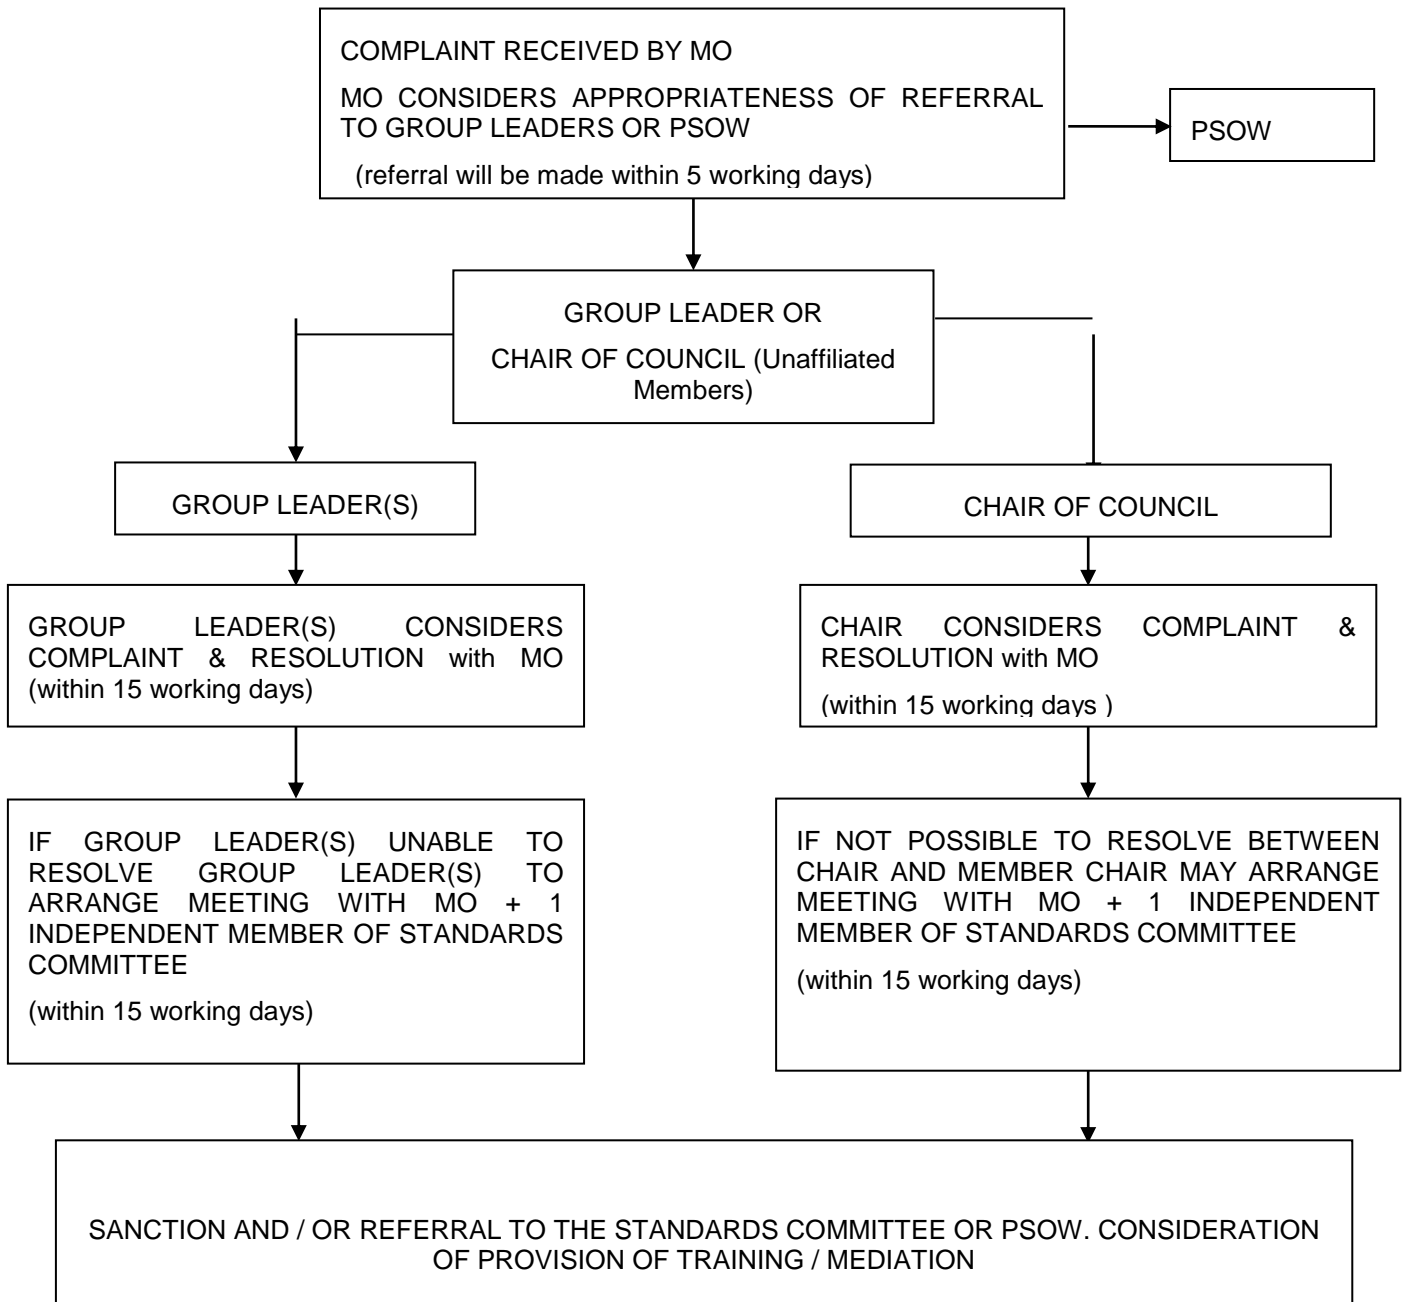 COMPLAINT RECEIVED BY MO
MO CONSIDERS APPROPRIATENESS OF REFERRAL
TO GROUP LEADERS OR PSOW
(referral will be made within 5 working days)
PSOW
GROUP LEADER OR
CHAIR OF COUNCIL (Unaffiliated
Members)
GROUP LEADER(S)
CHAIR OF COUNCIL
GROUP LEADER(S) CONSIDERS
COMPLAINT & RESOLUTION with MO
(within 15 working days)
CHAIR CONSIDERS COMPLAINT &
RESOLUTION with MO
(within 15 working days )
IF GROUP LEADER(S) UNABLE TO
RESOLVE GROUP LEADER(S) TO
ARRANGE MEETING WITH MO + 1
INDEPENDENT MEMBER OF STANDARDS
COMMITTEE
(within 15 working days)
IF NOT POSSIBLE TO RESOLVE BETWEEN
CHAIR AND MEMBER CHAIR MAY ARRANGE
MEETING WITH MO + 1 INDEPENDENT
MEMBER OF STANDARDS COMMITTEE
(within 15 working days)
SANCTION AND / OR REFERRAL TO THE STANDARDS COMMITTEE OR PSOW. CONSIDERATION
OF PROVISION OF TRAINING / MEDIATION